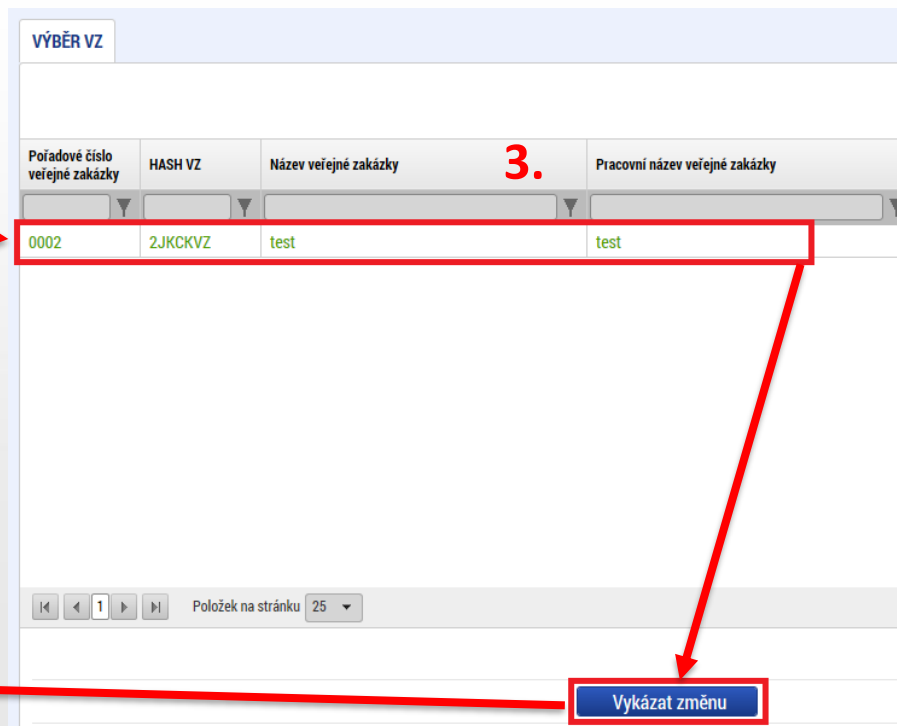 VÝBĚR VZ
Pořadové číslo
veřejné zakázky
HASH VZ
Název veřejné zakázky
3.
Pracovní název veřejné zakázky
0002
2JKCKVZ
test
test
1
Položek na stránku 25
Vykázat změnu